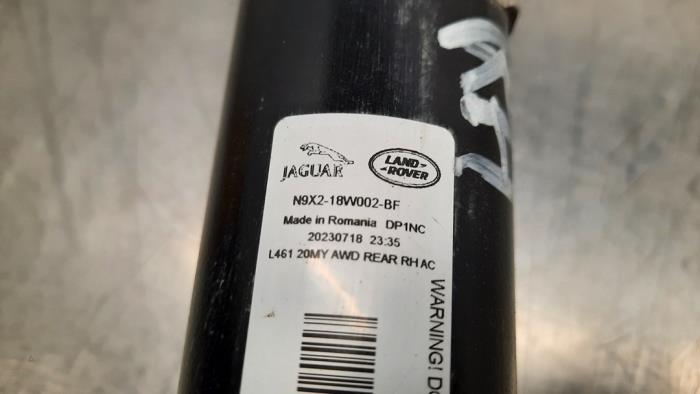 JAGUAR
LAND-
ROVER
N9X2-18W002-BF
Made in Romania DP1NC
20230718 23:35
L461 20MY AWD REAR RH AC
WARNING!